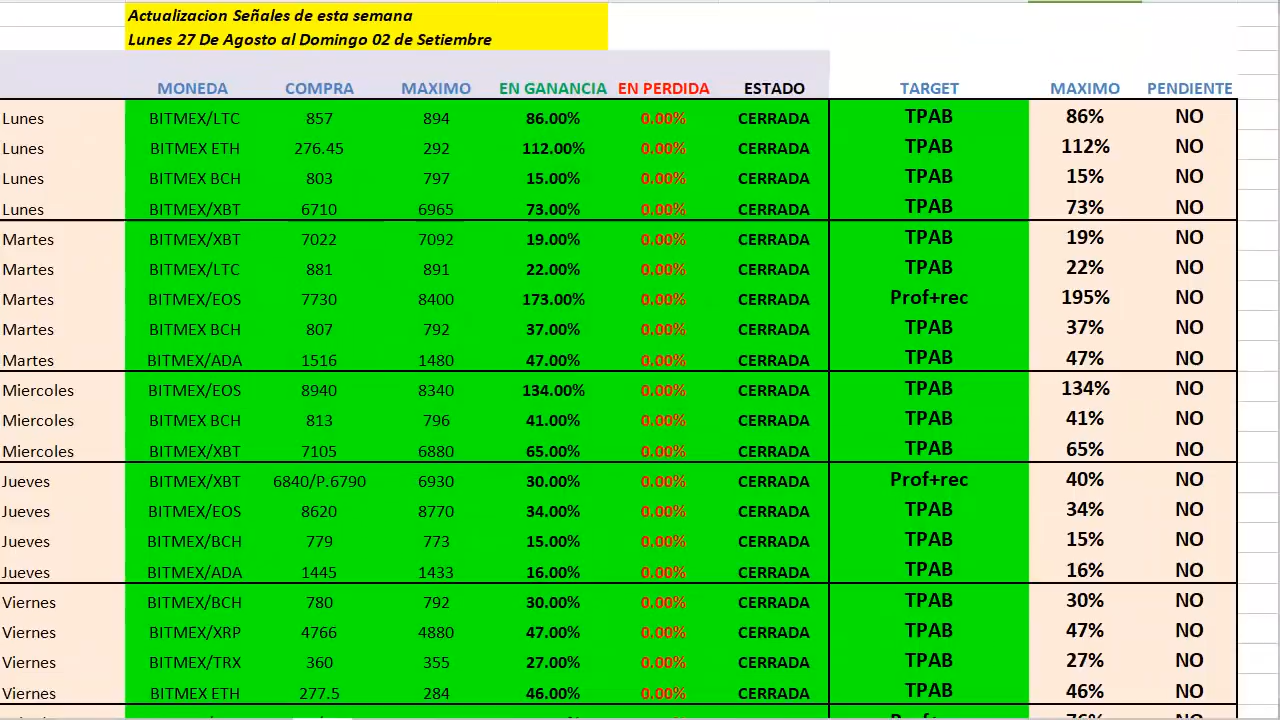 Actualizacion Señales de esta semana
Lunes 27 De Agosto al Domingo 02 de Setiembre
MONEDA COMPRA MAXIMO EN GANANCIA EN PERDIDA ESTADO TARGET MAXIMO PENDIENTE
Lunes BITMEX/LTC 857 894 86.00% 0.00% CERRADA TPAB 86% NO
Lunes BITMEX ETH 276.45 292 112.00% 0.00% CERRADA TPAB 112% NO
Lunes BITMEX BCH 803 797 15.00% 0.00% CERRADA TPAB 15% NO
Lunes BITMEX/XBT 6710 6965 73.00% 0.00% CERRADA TPAB 73% NO
Martes BITMEX/XBT 7022 7092 19.00% 0.00% CERRADA TPAB 19% NO
Martes BITMEX/LTC 881 891 22.00% 0.00% CERRADA TPAB 22% NO
Martes BITMEX/EOS 7730 8400 173.00% 0.00% CERRADA Prof+rec 195% NO
Martes BITMEX BCH 807 792 37.00% 0.00% CERRADA TPAB 37% NO
Martes BITMEX/ADA 1516 1480 47.00% 0.00% CERRADA TPAB 47% NO
Miercoles BITMEX/EOS 8940 8340 134.00% 0.00% CERRADA TPAB 134% NO
Miercoles BITMEX BCH 813 796 41.00% 0.00% CERRADA TPAB 41% NO
Miercoles BITMEX/XBT 7105 6880 65.00% 0.00% CERRADA TPAB 65% NO
Jueves BITMEX/XBT 6840/P.6790 6930 30.00% 0.00% CERRADA Prof+rec 40% NO
Jueves BITMEX/EOS 8620 8770 34.00% 0.00% CERRADA TPAB 34% NO
Jueves BITMEX/BCH 779 773 15.00% 0.00% CERRADA TPAB 15% NO
Jueves BITMEX/ADA 1445 1433 16.00% 0.00% CERRADA TPAB 16% NO
Viernes BITMEX/BCH 780 792 30.00% 0.00% CERRADA TPAB 30% NO
Viernes BITMEX/XRP 4766 4880 47.00% 0.00% CERRADA TPAB 47% NO
Viernes BITMEX/TRX 360 355 27.00% 0.00% CERRADA TPAB 27% NO
Viernes BITMEX ETH 277.5 284 46.00% 0.00% CERRADA TPAB 46% NO